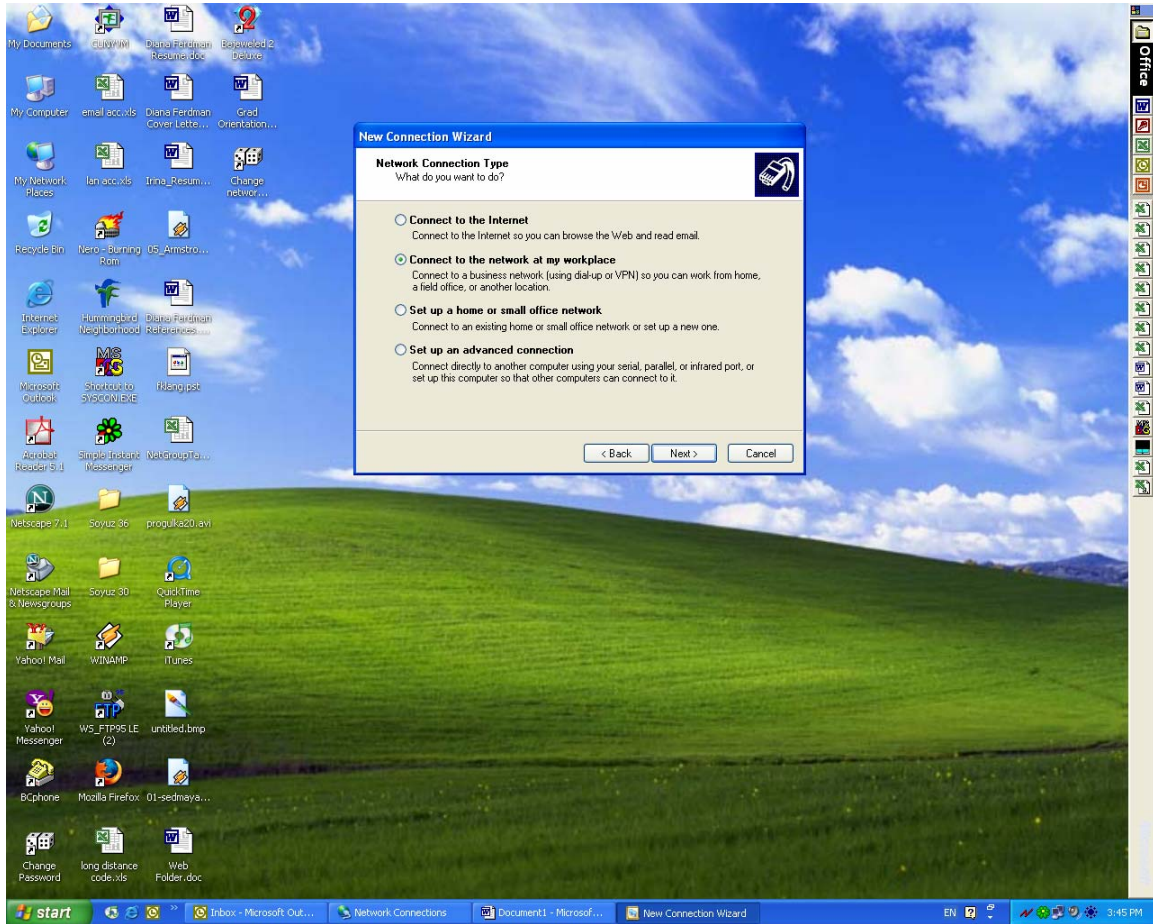 My Documents
CUNYVM
Diana Ferdman
Resume.doc
Bejeweled 2
Deluxe
My Computer
email acc.xls
Diana Ferdman
Cover Lette...
Grad
Orientation...
My Network
Places
lan acc.xls
Irina_Resum...
Change
networ...
Recycle Bin
Nero - Burning
Rom
05_Armstro...
Internet
Explorer
Hummingbird
Neighborhood
Diana Ferdman
References....
Microsoft
Outlook
Shortcut to
SYSCON.EXE
fklang.pst
Acrobat
Reader 5.1
Simple Instant
Messenger
NetGroupTa...
Netscape 7.1
Soyuz 36
progulka20.avi
Netscape Mail
& Newsgroups
Soyuz 30
QuickTime
Player
Yahoo! Mail
WINAMP
iTunes
Yahoo!
Messenger
WS_FTP95 LE
(2)
untitled.bmp
BCphone
Mozilla Firefox
01-sedmaya...
Change
Password
long distance
code.xls
Web
Folder.doc
New Connection Wizard
Network Connection Type
What do you want to do?
Connect to the Internet
Connect to the Internet so you can browse the Web and read email.
Connect to the network at my workplace
Connect to a business network (using dial-up or VPN) so you can work from home,
a field office, or another location.
Set up a home or small office network
Connect to an existing home or small office network or set up a new one.
Set up an advanced connection
Connect directly to another computer using your serial, parallel, or infrared port, or
set up this computer so that other computers can connect to it.
< Back
Next >
Cancel
Office
start
Inbox - Microsoft Out...
Network Connections
Document1 - Microsof...
New Connection Wizard
EN
3:45 PM